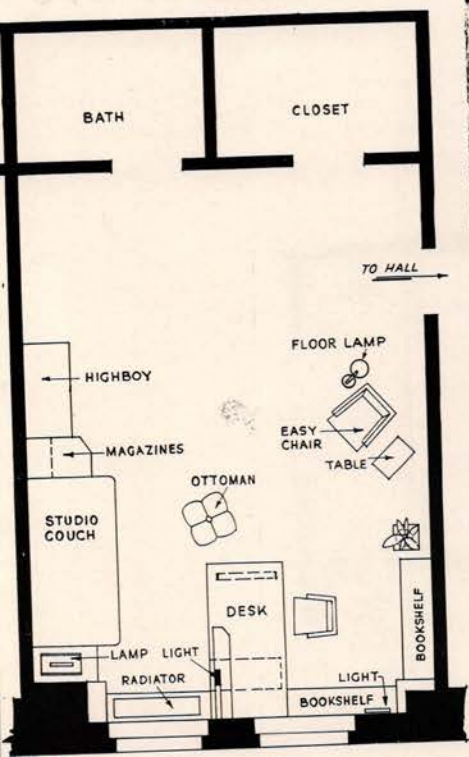 BATH
CLOSET
TO HALL
FLOOR LAMP
HIGHBOY
EASY
CHAIR
MAGAZINES
TABLE
OTTOMAN
STUDIO
COUCH
DESK
BOOKSHELF
LAMP
LIGHT
RADIATOR
LIGHT
BOOKSHELF